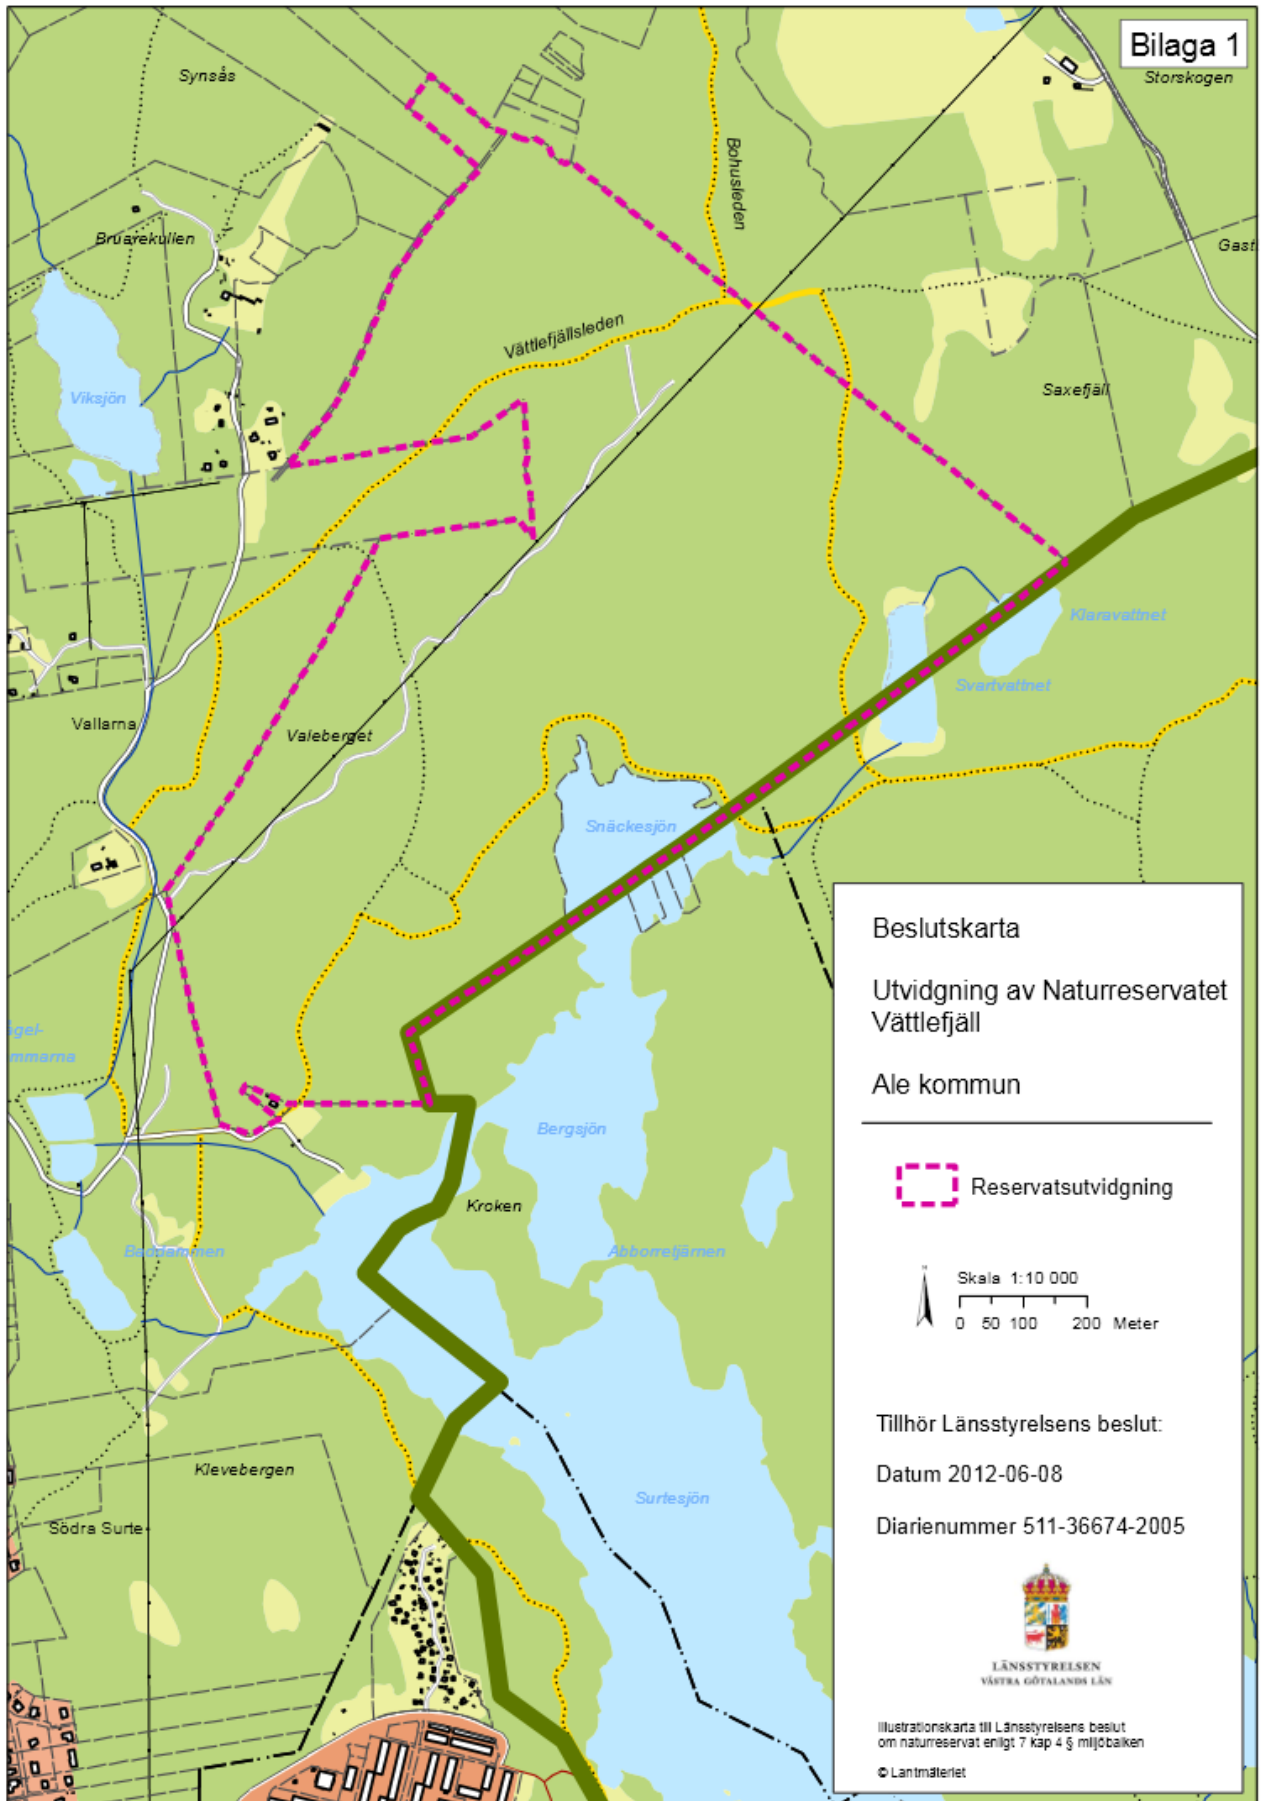 Bilaga 1
Synsås
Storskogen
Bohusleden
Bruarekullen
Gast
Vättlefjällsleden
Viksjön
Saxefjäll
Klaravattnet
Svartvattnet
Vallarna
Valeberget
Snäckesjön
Beslutskarta
Utvidgning av Naturreservatet
Vättlefjäll
Ale kommun
mmarna
Bergsjön
Reservatsutvidgning
Kroken
Baddammen
Abborretjärnen
N
Skala 1:10 000
0 50 100 200 Meter
Tillhör Länsstyrelsens beslut:
Klevebergen
Datum 2012-06-08
Surtesjön
Södra Surte
Diarienummer 511-36674-2005
LÄNSSTYRELSEN
VÄSTRA GÖTALANDS LÄN
Illustrationskarta till Länsstyrelsens beslut
om naturreservat enligt 7 kap 4 § miljöbalken
© Lantmäteriet